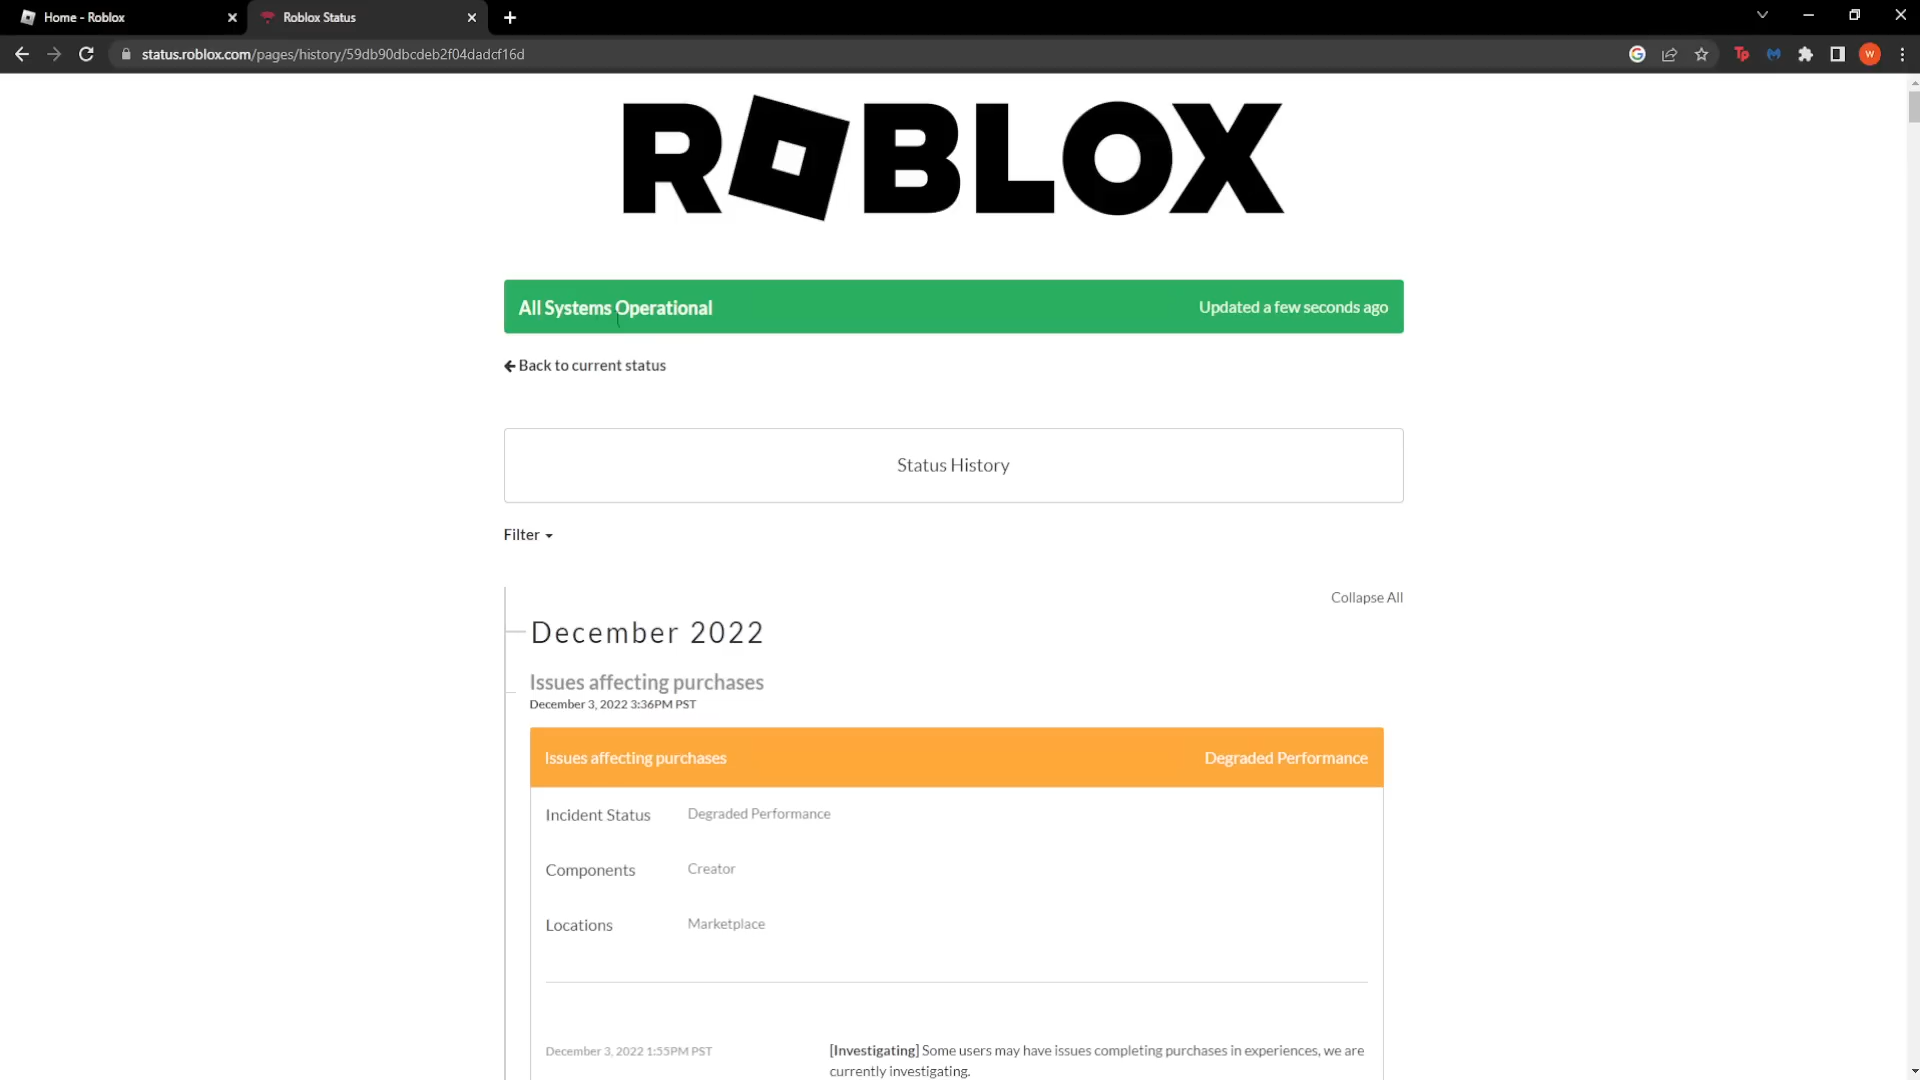 Home - Roblox
Roblox Status
status.roblox.com/pages/history/59db90dbcdeb2f04dadcf16d
Tp
W
ROBLOX
All Systems Operational
Updated a few seconds ago
Back to current status
Status History
Filter
Collapse All
December 2022
Issues affecting purchases
December 3, 2022 3:36PM PST
Issues affecting purchases
Degraded Performance
Incident Status
Degraded Performance
Components
Creator
Locations
Marketplace
December 3, 2022 1:55PM PST
[Investigating] Some users may have issues completing purchases in experiences, we are
currently investigating.